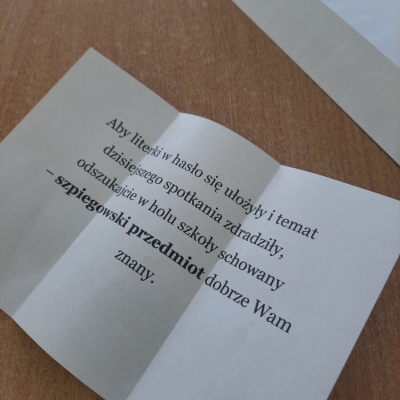 Aby literki w hasło się ułożyły i temat
dzisiejszego spotkania zdradziły,
odszukajcie w holu szkoły schowany
– szpiegowski przedmiot dobrze Wam
znany.